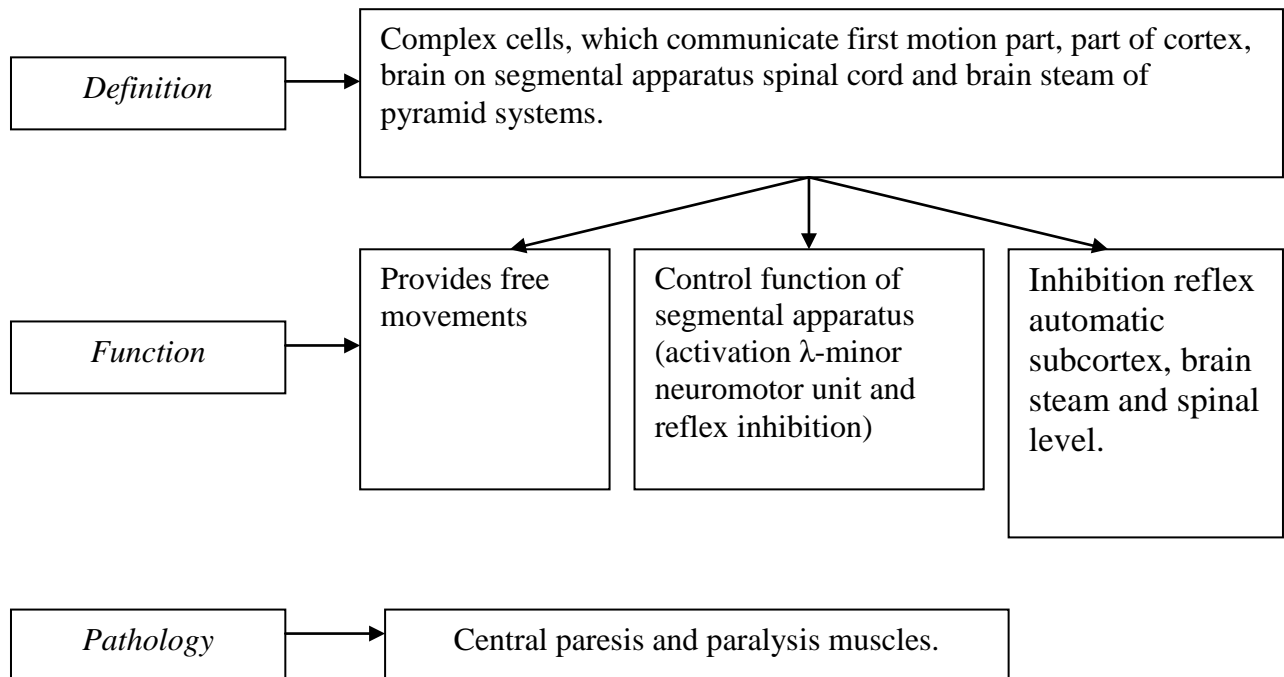 Definition
Complex cells, which communicate first motion part, part of cortex,
brain on segmental apparatus spinal cord and brain steam of
pyramid systems.
Function
Provides free
movements
Control function of
segmental apparatus
(activation λ-minor
neuromotor unit and
reflex inhibition)
Inhibition reflex
automatic
subcortex, brain
steam and spinal
level.
Pathology
Central paresis and paralysis muscles.